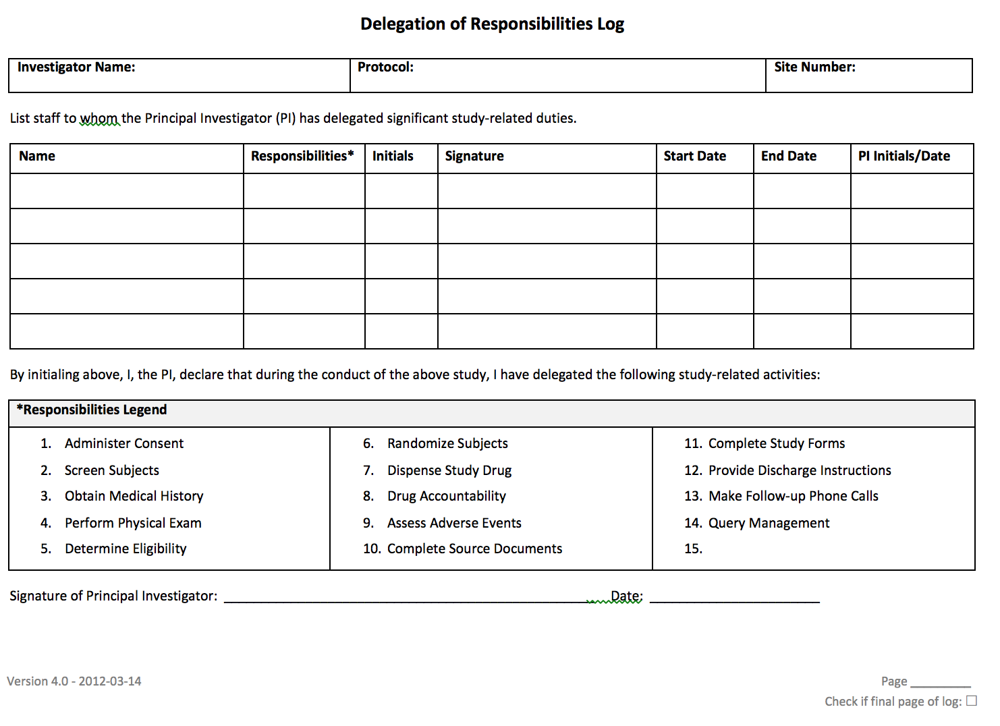 Delegation of Responsibilities Log
Investigator Name: Protocol: Site Number:
List staff to whom the Principal Investigator (PI) has delegated significant study-related duties.
Name Responsibilities* Initials Signature Start Date End Date PI Initials/Date
By initialing above, I, the PI, declare that during the conduct of the above study, I have delegated the following study-related activities:
*Responsibilities Legend
1. Administer Consent
2. Screen Subjects
3. Obtain Medical History
4. Perform Physical Exam
5. Determine Eligibility
6. Randomize Subjects
7. Dispense Study Drug
8. Drug Accountability
9. Assess Adverse Events
10. Complete Source Documents
11. Complete Study Forms
12. Provide Discharge Instructions
13. Make Follow-up Phone Calls
14. Query Management
15.
Signature of Principal Investigator: ____________________ Date: ____________________
Version 4.0 - 2012-03-14
Page _________
Check if final page of log: ☐